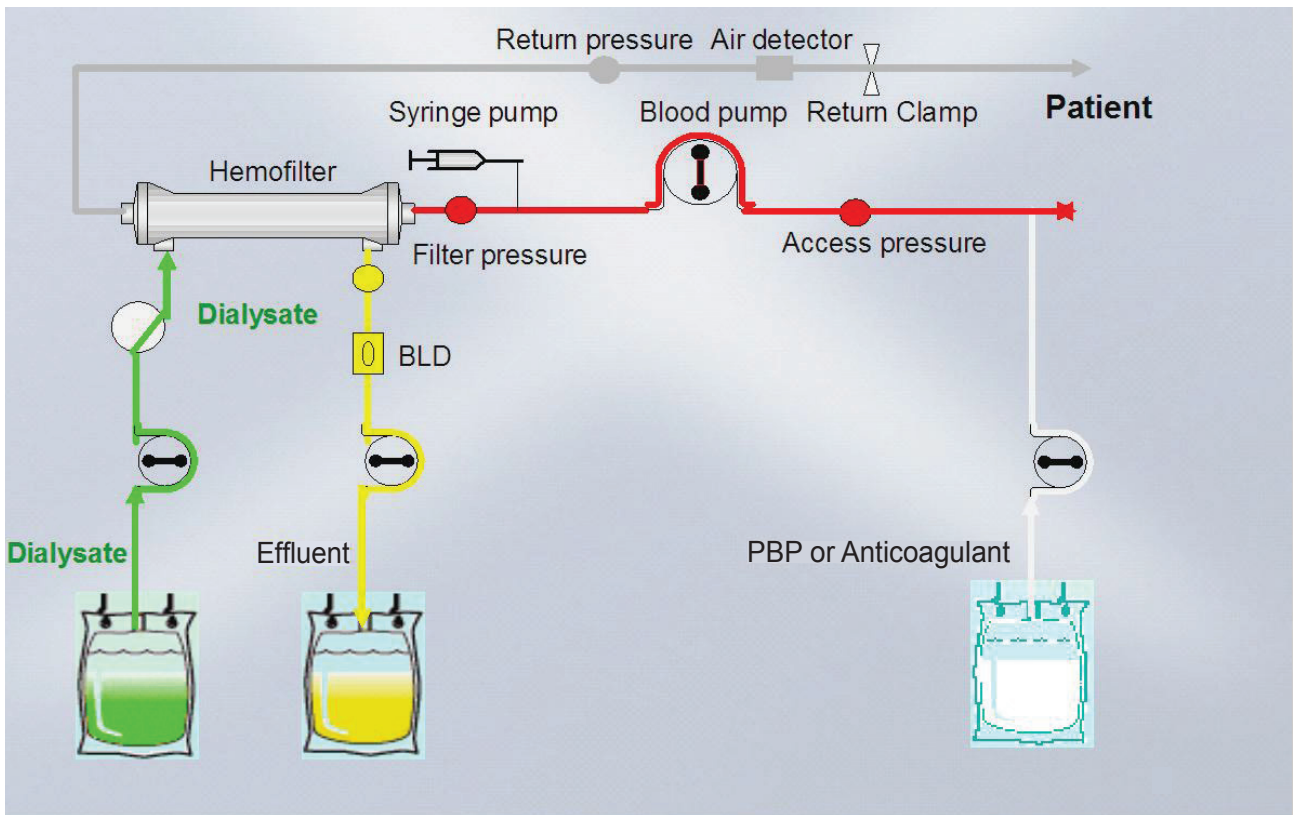 Return pressure
Air detector
Syringe pump
Blood pump
Return Clamp
Patient
Hemofilter
Filter pressure
Access pressure
Dialysate
BLD
Dialysate
Effluent
PBP or Anticoagulant